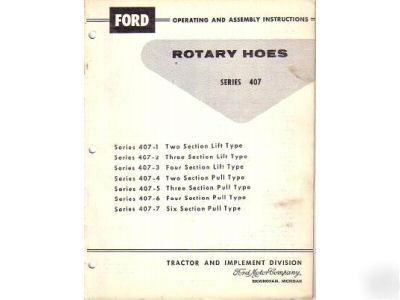 FORD
OPERATING AND ASSEMBLY INSTRUCTIONS
ROTARY HOES
SERIES 407
Series 407-1 Two Section Lift Type
Series 407-2 Three Section Lift Type
Series 407-3 Four Section Lift Type
Series 407-4 Two Section Pull Type
Series 407-5 Three Section Pull Type
Series 407-6 Four Section Pull Type
Series 407-7 Six Section Pull Type
TRACTOR AND IMPLEMENT DIVISION
Ford Motor Company,
BIRMINGHAM, MICHIGAN